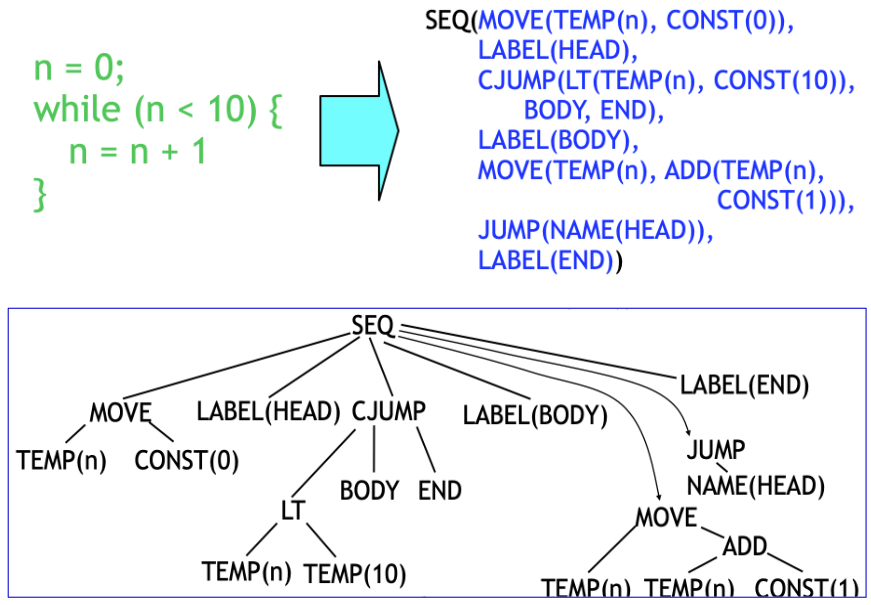 n = 0;
while (n < 10) {
n = n + 1
}
SEQ(MOVE(TEMP(n), CONST(0)),
LABEL(HEAD),
CJUMP(LT(TEMP(n), CONST(10)),
BODY, END),
LABEL(BODY),
MOVE(TEMP(n), ADD(TEMP(n),
CONST(1))),
JUMP(NAME(HEAD)),
LABEL(END))
SEQ
LABEL(END)
MOVE LABEL(HEAD) CJUMP LABEL(BODY)
JUMP
TEMP(n) CONST(0)
BODY END NAME(HEAD)
LT MOVE
ADD
TEMP(n) TEMP(10)
TEMP(n) TEMP(n) CONST(1)